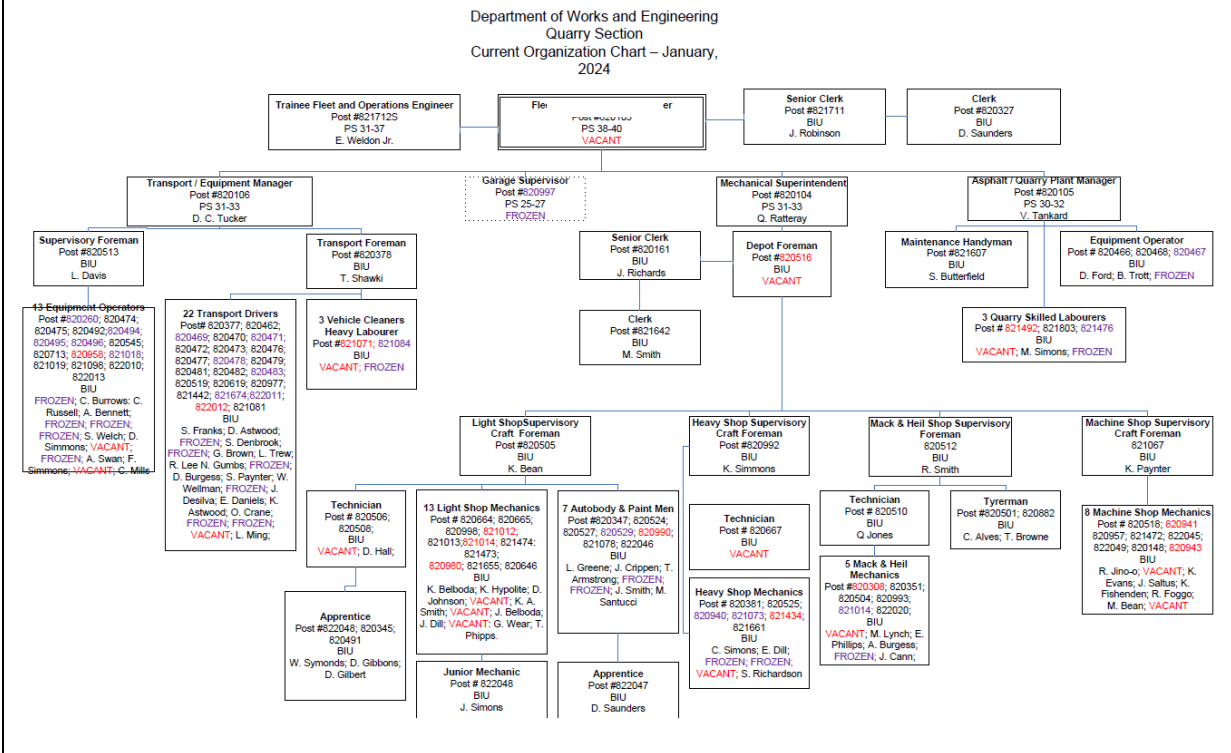 Department of Works and Engineering
Quarry Section
Current Organization Chart – January,
2024
Trainee Fleet and Operations Engineer
Post #821712S
PS 31-37
E. Weldon Jr.
PS 38-40
VACANT
Senior Clerk
Post #821711
BIU
J. Robinson
Clerk
Post #820327
BIU
D. Saunders
Transport / Equipment Manager
Post #820106
PS 31-33
D. C. Tucker
Garage Supervisor
Post #820997
PS 25-27
FROZEN
Mechanical Superintendent
Post #820104
PS 31-33
Q. Ratteray
Asphalt / Quarry Plant Manager
Post #820105
PS 30-32
V. Tankard
Supervisory Foreman
Post #820513
BIU
L. Davis
Transport Foreman
Post #820378
BIU
T. Shawki
Senior Clerk
Post #820161
BIU
J. Richards
Depot Foreman
Post #820516
BIU
VACANT
Maintenance Handyman
#821607
BIU
S. Butterfield
Equipment Operator
Post # 820466; 820468; 820467
BIU
D. Ford; B. Trott; FROZEN
13 Equipment Operators
Post #820260; 820474;
820475; 820492;820494;
820495; 820496; 820545;
820713; 820958; 821018;
821019; 821098; 822010;
822013
BIU
FROZEN; C. Burrows: C.
Russell; A. Bennett;
FROZEN; FROZEN;
FROZEN; S. Welch; D.
Simmons; VACANT;
FROZEN; A. Swan; F.
Simmons; VACANT; C. Mills
22 Transport Drivers
Post# 820377; 820462;
820469; 820470; 820471;
820472; 820473; 820476;
820477; 820478; 820479;
820481; 820482; 820483;
820519; 820619; 820977;
821442; 821674;822011;
822012; 821081
BIU
S. Franks; D. Astwood;
FROZEN; S. Denbrook;
FROZEN; G. Brown; L. Trew;
R. Lee N. Gumbs; FROZEN;
D. Burgess; S. Paynter; W.
Wellman; FROZEN; J.
Desilva; E. Daniels; K.
Astwood; O. Crane;
FROZEN; FROZEN;
VACANT; L. Ming;
3 Vehicle Cleaners
Heavy Labourer
Post #821071; 821084
BIU
VACANT; FROZEN
Clerk
Post #821642
BIU
M. Smith
3 Quarry Skilled Labourers
Post # 821492; 821803; 821476
BIU
VACANT; M. Simons; FROZEN
Light ShopSupervisory
Craft Foreman
Post #820505
BIU
K. Bean
Heavy Shop Supervisory
Craft Foreman
Post #820992
BIU
K. Simmons
Mack & Heil Shop Supervisory
Foreman
820512
BIU
R. Smith
Machine Shop Supervisory
Craft Foreman
821067
BIU
K. Paynter
Technician
Post # 820506;
820508;
BIU
VACANT; D. Hall;
13 Light Shop Mechanics
Post # 820664; 820665;
820998; 821012;
821013;821014; 821474:
821473;
820980; 821655; 820646
BIU
K. Belboda; K. Hypolite; D.
Johnson; VACANT; K. A.
Smith; VACANT; J. Belboda;
J. Dill; VACANT: G. Wear; T.
Phipps.
7 Autobody & Paint Men
Post #820347; 820524;
820527; 820529; 820990;
821078; 822046
BIU
L. Greene; J. Crippen; T.
Armstrong; FROZEN;
FROZEN; J. Smith; M.
Santucci
Technician
Post # 820667
BIU
VACANT
Technician
Post # 820510
BIU
Q Jones
Tyrerman
Post #820501; 820882
BIU
C. Alves; T. Browne
8 Machine Shop Mechanics
Post # 820518; 820941
820957; 821472; 822045;
822049; 820148; 820943
BIU
R. Jino-o; VACANT; K.
Evans; J. Saltus; K.
Fishenden; R. Foggo;
M. Bean; VACANT
5 Mack & Heil
Mechanics
Post #820308; 820351;
820504; 820993;
821014; 822020;
BIU
VACANT; M. Lynch; E.
Phillips; A. Burgess;
FROZEN; J. Cann;
Heavy Shop Mechanics
Post # 820381; 820525;
820940; 821073; 821434;
821661
BIU
C. Simons; E. Dill;
FROZEN; FROZEN;
VACANT; S. Richardson
Apprentice
Post #822048; 820345;
820491
BIU
W. Symonds; D. Gibbons;
D. Gilbert
Junior Mechanic
Post # 822048
BIU
J. Simons
Apprentice
Post #822047
BIU
D. Saunders